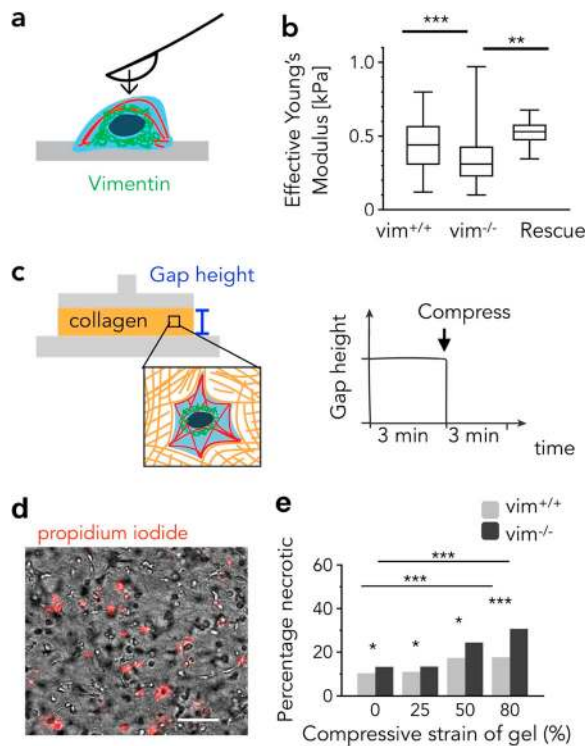 a
Vimentin
b
***
**
Effective Young's
Modulus [kPa]
1.0
0.5
0
vim+/+
vim-/-
Rescue
c
Gap height
collagen
Compress
Gap height
3 min
3 min
time
d
propidium iodide
e
vim+/+
vim-/-
Percentage necrotic
60
40
20
0
***
***
*
*
*
***
0
25
50
80
Compressive strain of gel (%)